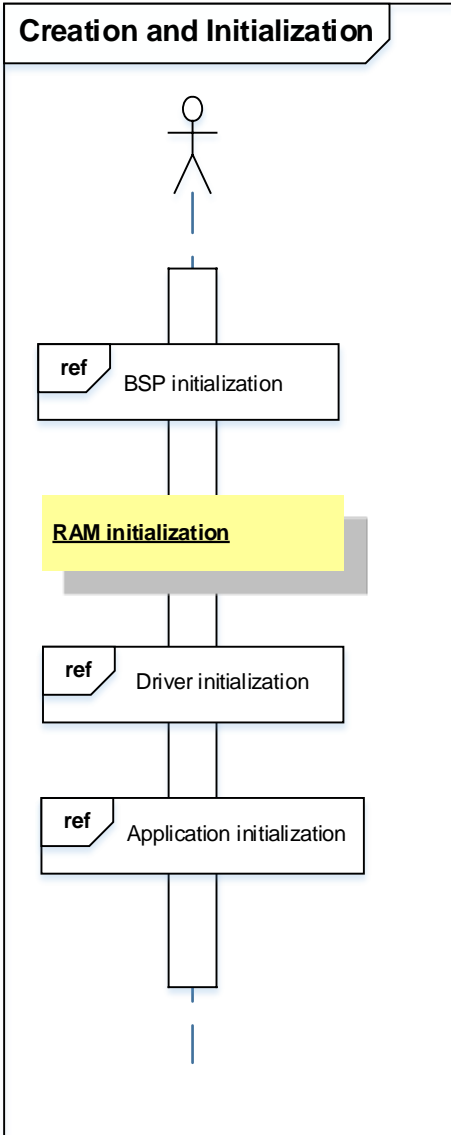 Creation and Initialization
ref
BSP initialization
RAM initialization
ref
Driver initialization
ref
Application initialization